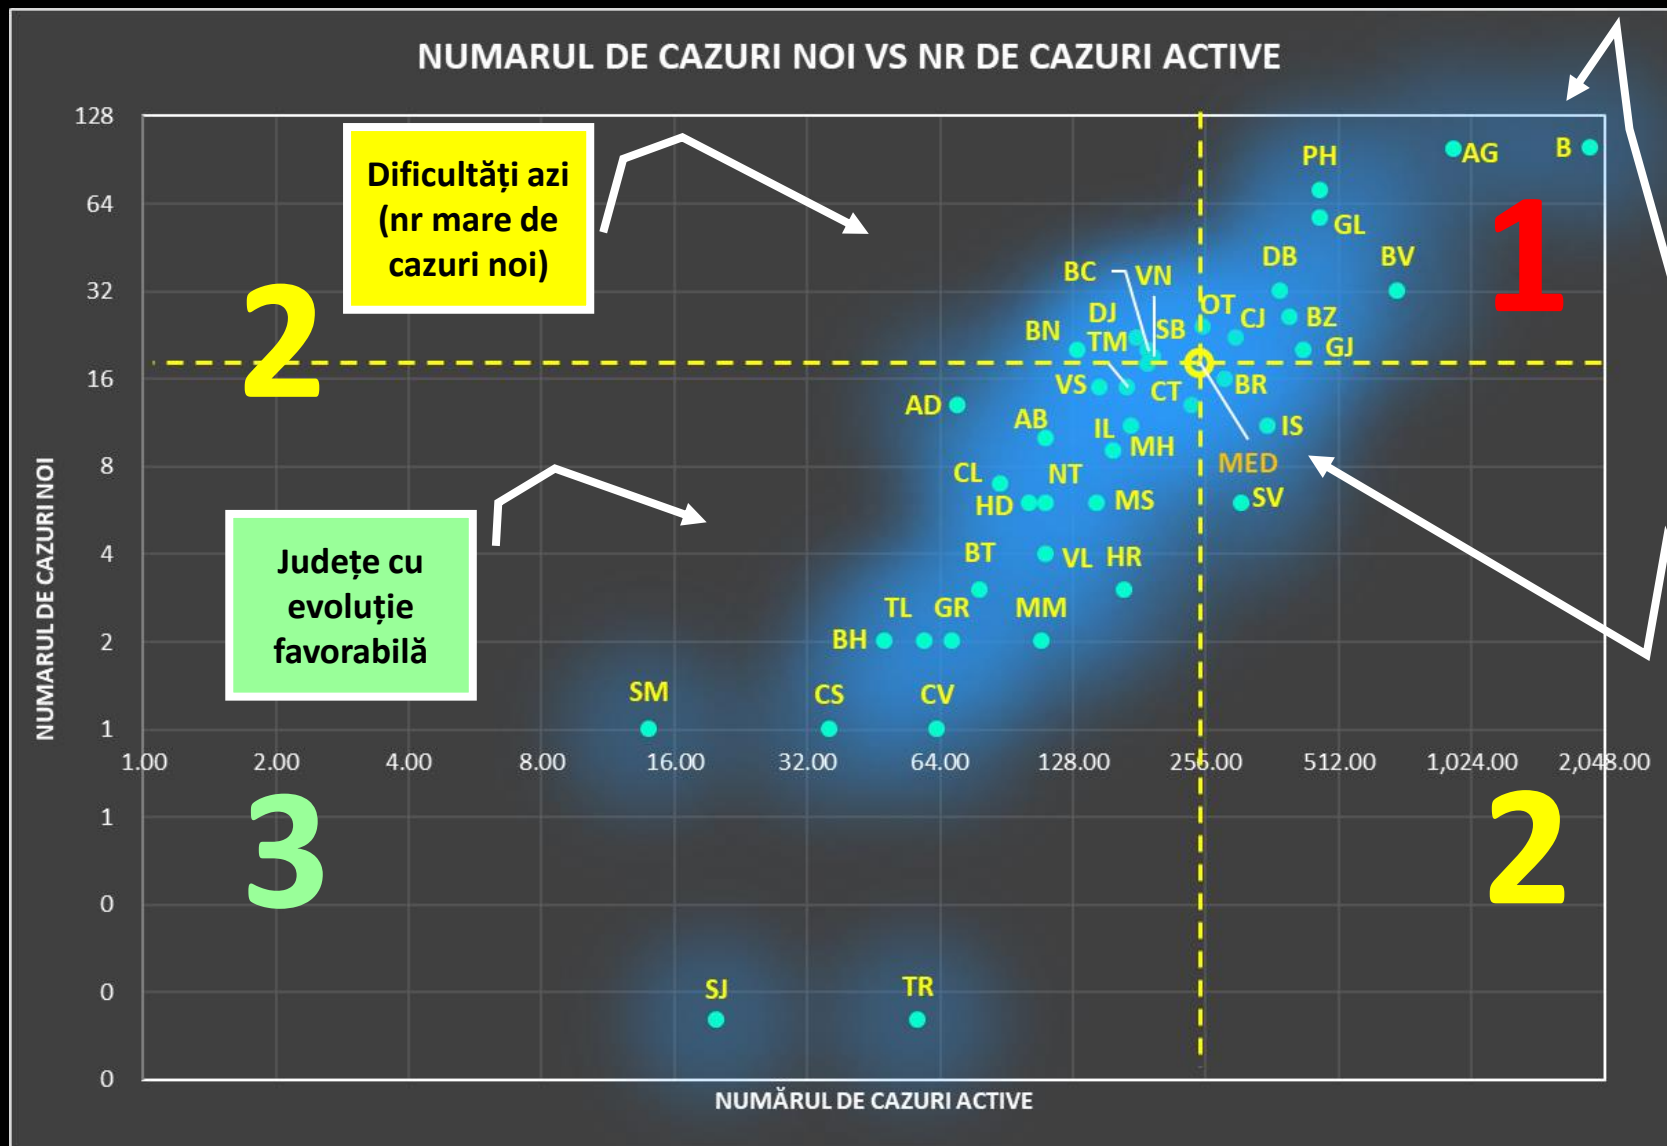 NUMARUL DE CAZURI NOI VS NR DE CAZURI ACTIVE
128
64
32
16
8
4
2
1
1
0
0
0
NUMARUL DE CAZURI NOI
Dificultăți azi
(nr mare de
cazuri noi)
2
1
Județe cu
evoluție
favorabilă
3
2
PH
AG
B
GL
DB
BV
BC
VN
DJ
SB
OT
CJ
BZ
BN
TM
GJ
VS
CT
BR
AD
AB
IL
MH
IS
MED
CL
NT
HD
MS
SV
BT
VL
HR
TL
GR
MM
BH
SM
CS
CV
1.00
2.00
4.00
8.00
16.00
32.00
64.00
128.00
256.00
512.00
1,024.00
2,048.00
SJ
TR
NUMĂRUL DE CAZURI ACTIVE